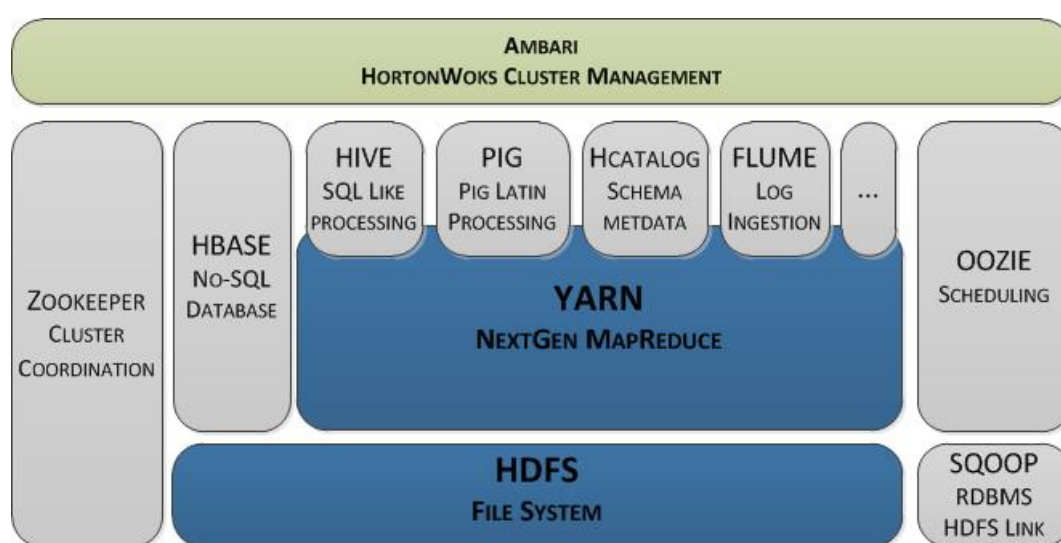 AMBARI
HORTONWOKS CLUSTER MANAGEMENT
ZOOKEEPER
CLUSTER
COORDINATION
HBASE
NO-SQL
DATABASE
HIVE
SQL LIKE
PROCESSING
PIG
PIG LATIN
PROCESSING
HCATALOG
SCHEMA
METDATA
FLUME
LOG
INGESTION
...
YARN
NEXTGEN MAPREDUCE
OOZIE
SCHEDULING
HDFS
FILE SYSTEM
SQOOP
RDBMS
HDFS LINK